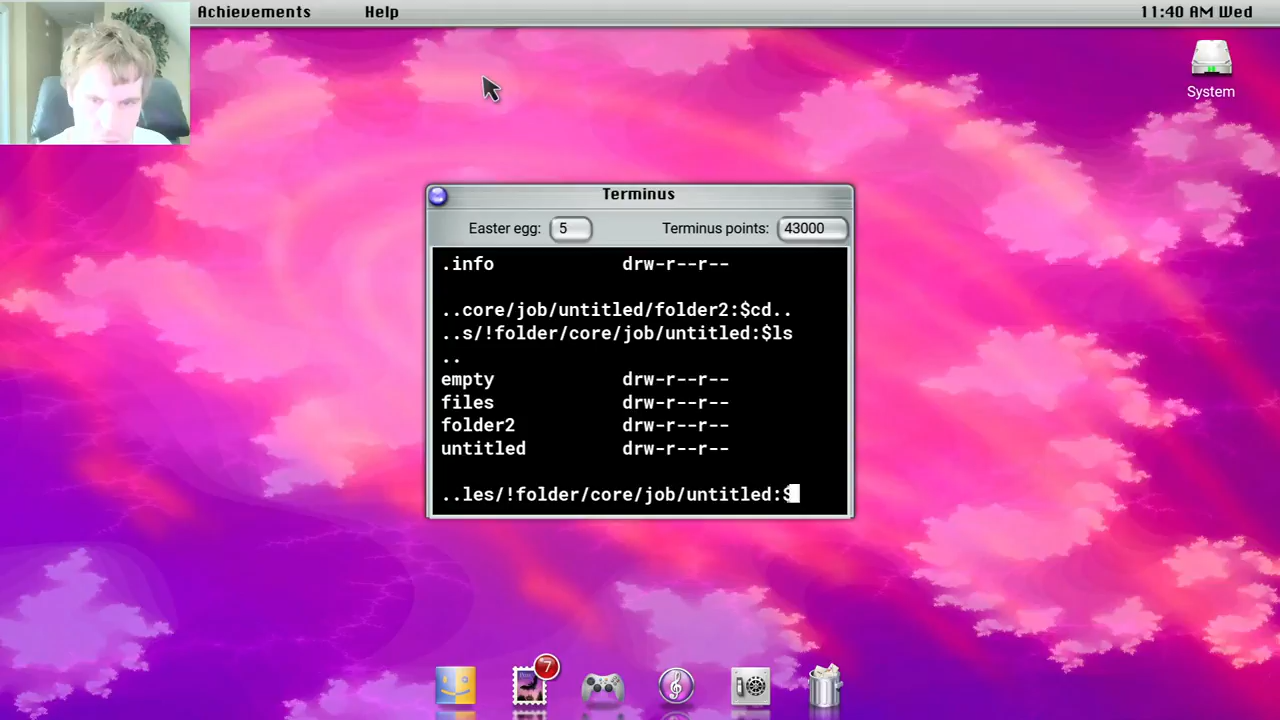 Achievements Help 11:40 AM Wed
System
Terminus
Easter egg: 5 Terminus points: 43000
.info drw-r--r--
..core/job/untitled/folder2:$cd..
..s/!folder/core/job/untitled:$ls
..
empty drw-r--r--
files drw-r--r--
folder2 drw-r--r--
untitled drw-r--r--
..les/!folder/core/job/untitled:$
7